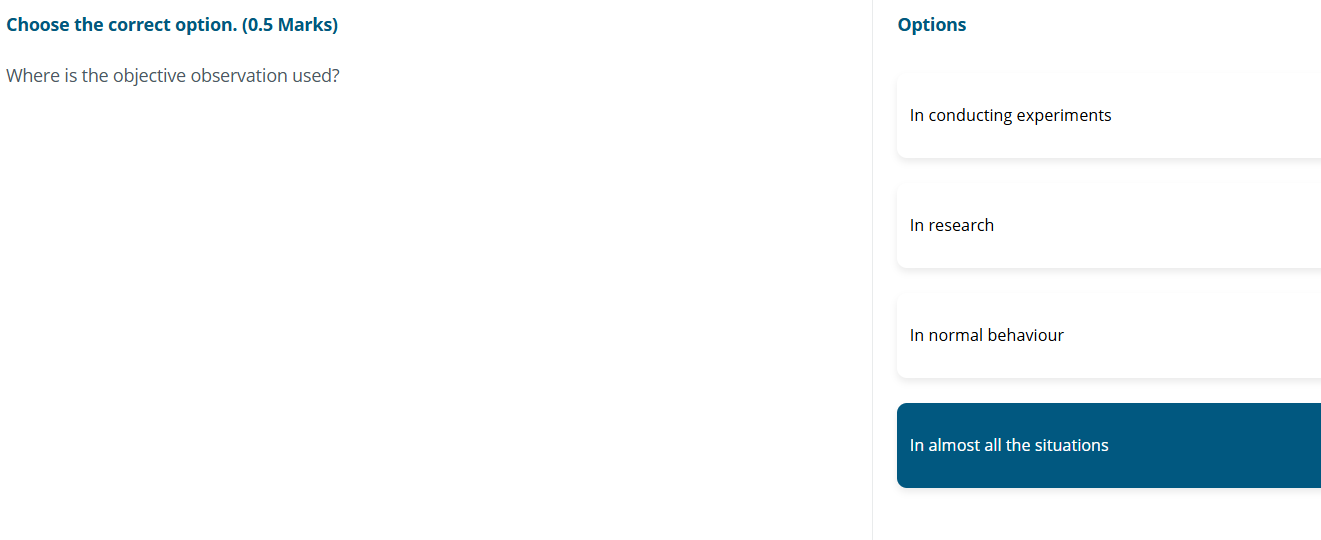 Choose the correct option. (0.5 Marks)
Where is the objective observation used?
Options
In conducting experiments
In research
In normal behaviour
In almost all the situations